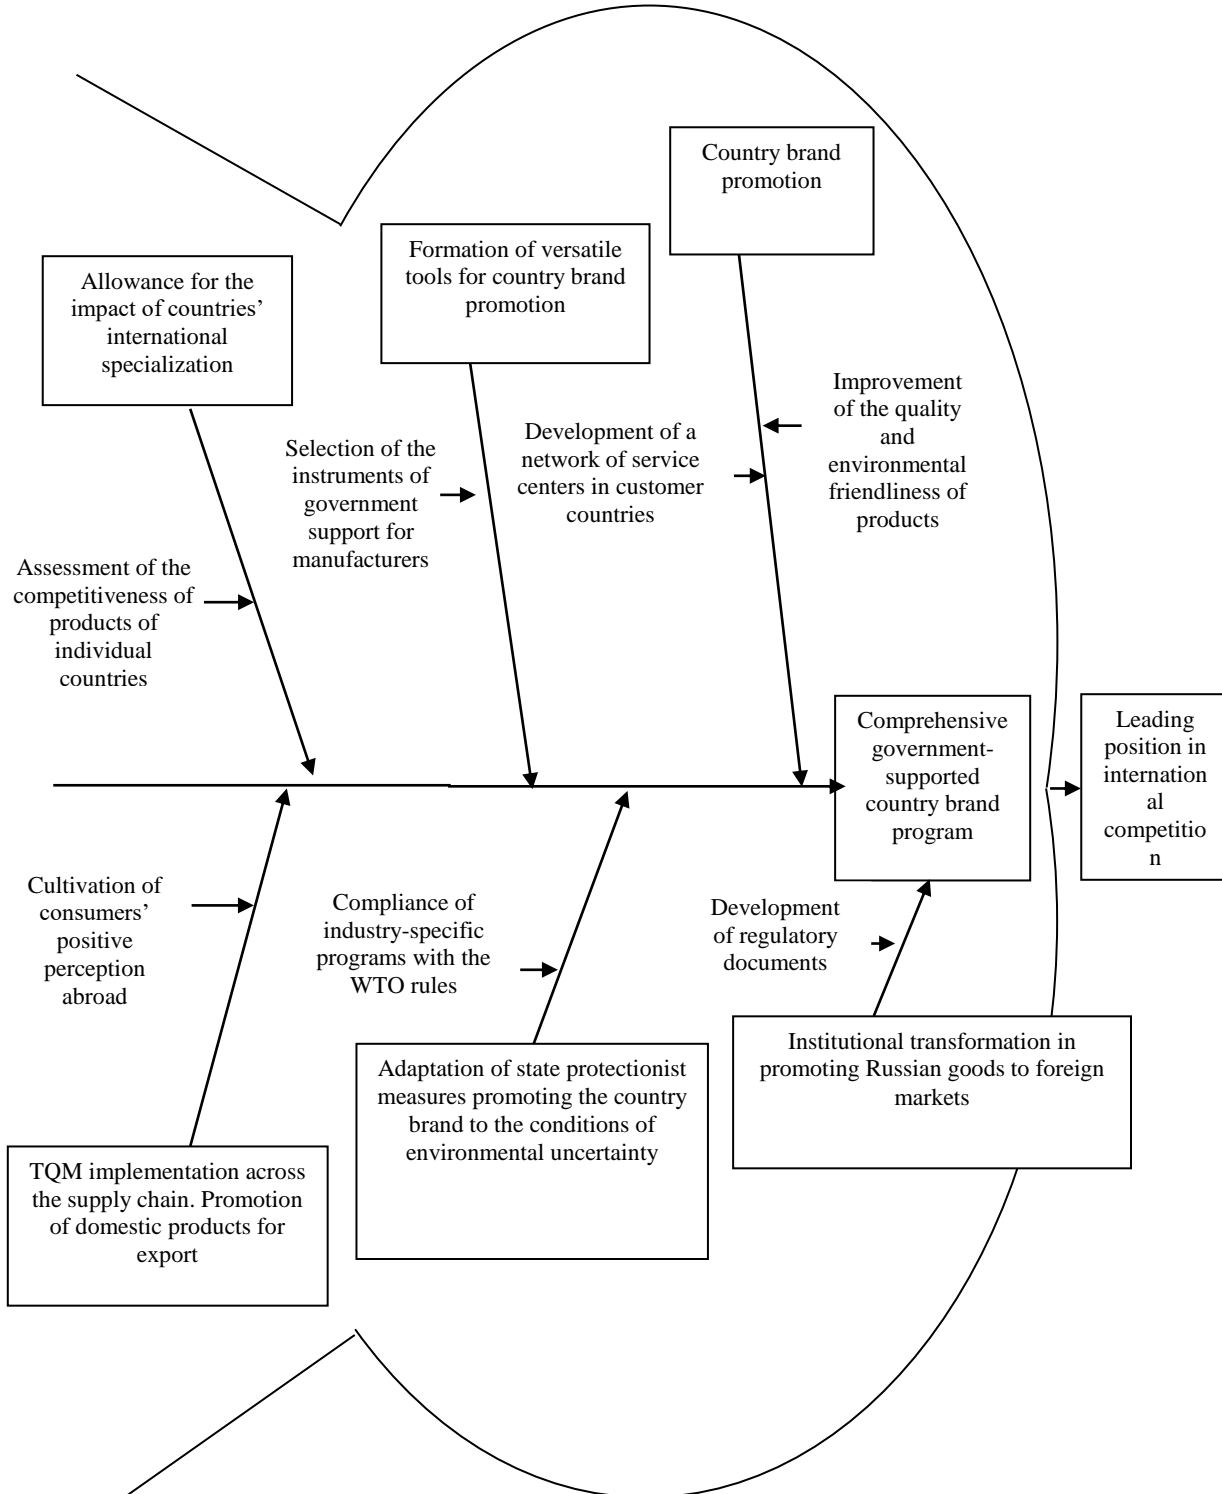 Country brand
promotion
Formation of versatile
tools for country brand
promotion
Allowance for the
impact of countries’
international
specialization
Improvement
of the quality
and
environmental
friendliness of
products
Development of a
network of service
centers in customer
countries
Selection of the
instruments of
government
support for
manufacturers
Assessment of the
competitiveness of
products of
individual
countries
Comprehensive
government-
supported
country brand
program
Leading
position in
internation
al
competitio
n
Cultivation of
consumers’
positive
perception
abroad
Compliance of
industry-specific
programs with the
WTO rules
Development
of regulatory
documents
Institutional transformation in
promoting Russian goods to foreign
markets
Adaptation of state protectionist
measures promoting the country
brand to the conditions of
environmental uncertainty
TQM implementation across
the supply chain. Promotion
of domestic products for
export